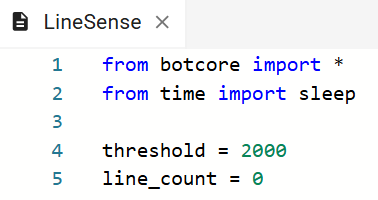 LineSense
1 from botcore import *
2 from time import sleep
3
4 threshold = 2000
5 line_count = 0